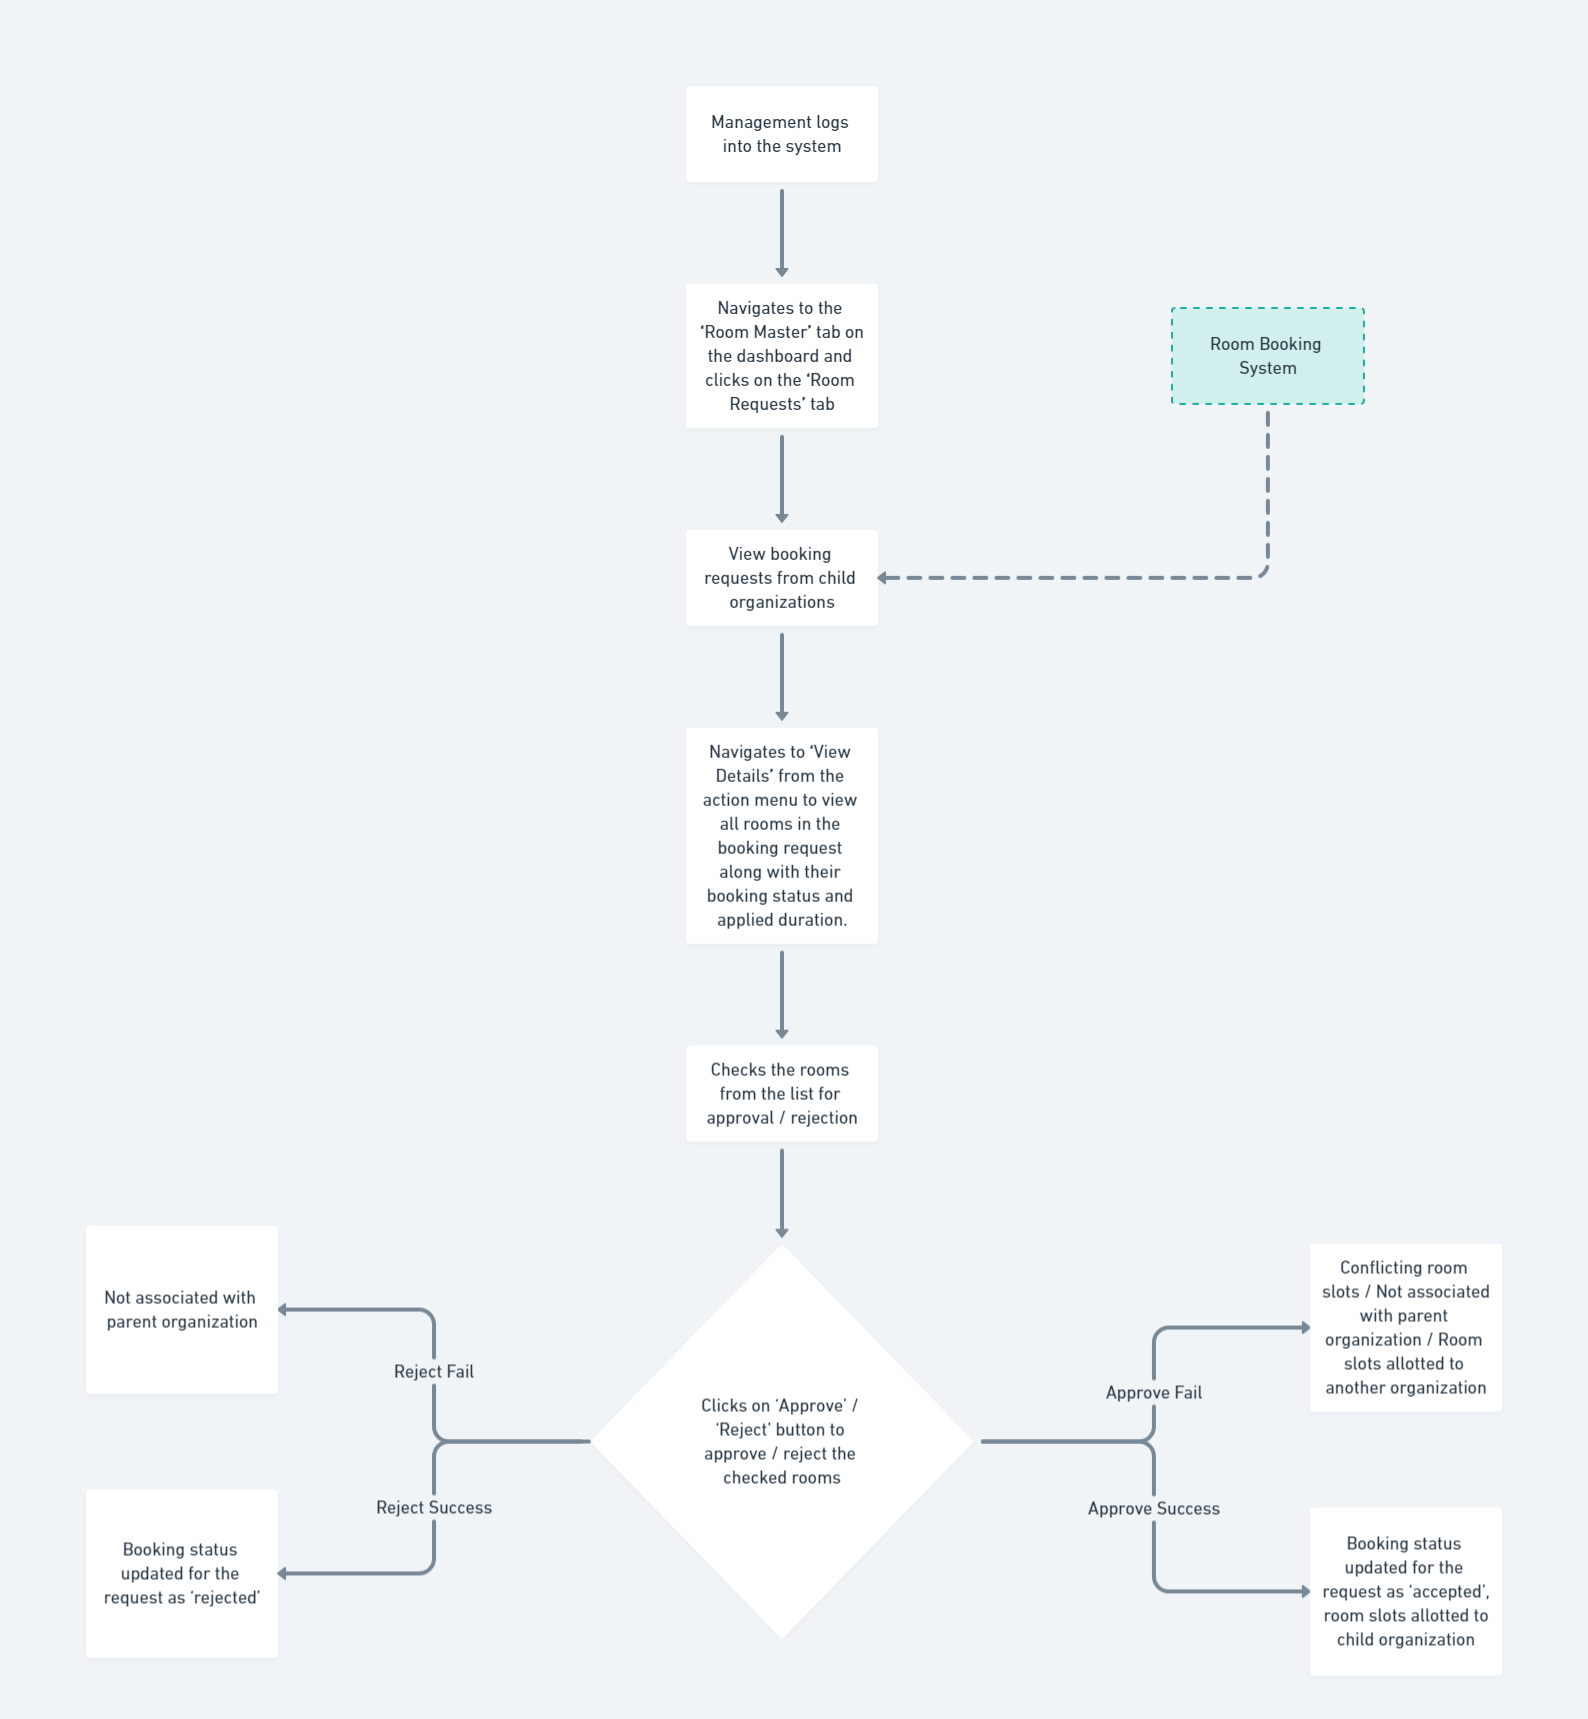 Management logs
into the system
Navigates to the
‘Room Master’ tab on
the dashboard and
clicks on the ‘Room
Requests’ tab
Room Booking
System
View booking
requests from child
organizations
Navigates to ‘View
Details’ from the
action menu to view
all rooms in the
booking request
along with their
booking status and
applied duration.
Checks the rooms
from the list for
approval / rejection
Not associated with
parent organization
Reject Fail
Reject Success
Booking status
updated for the
request as ‘rejected’
Clicks on ‘Approve’ /
‘Reject’ button to
approve / reject the
checked rooms
Conflicting room
slots / Not associated
with parent
organization / Room
slots allotted to
another organization
Approve Fail
Approve Success
Booking status
updated for the
request as ‘accepted’,
room slots allotted to
child organization